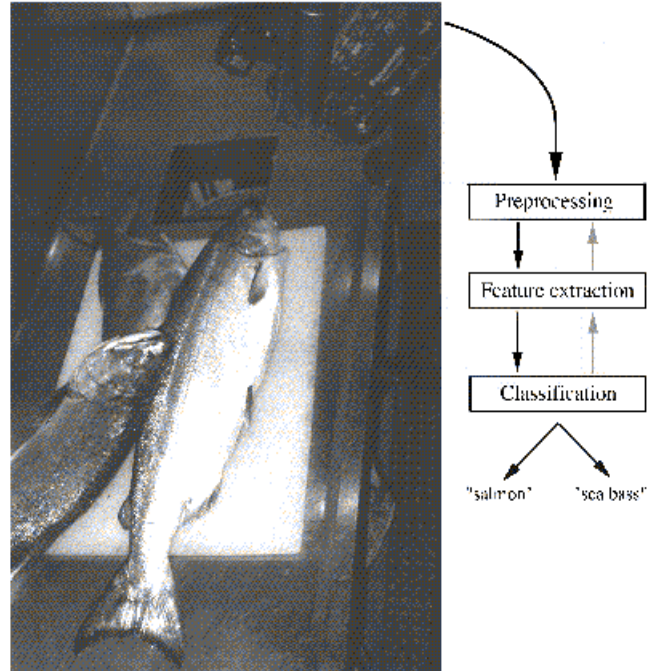 Preprocessing
Feature extraction
Classification
"salmon" "sea bass"